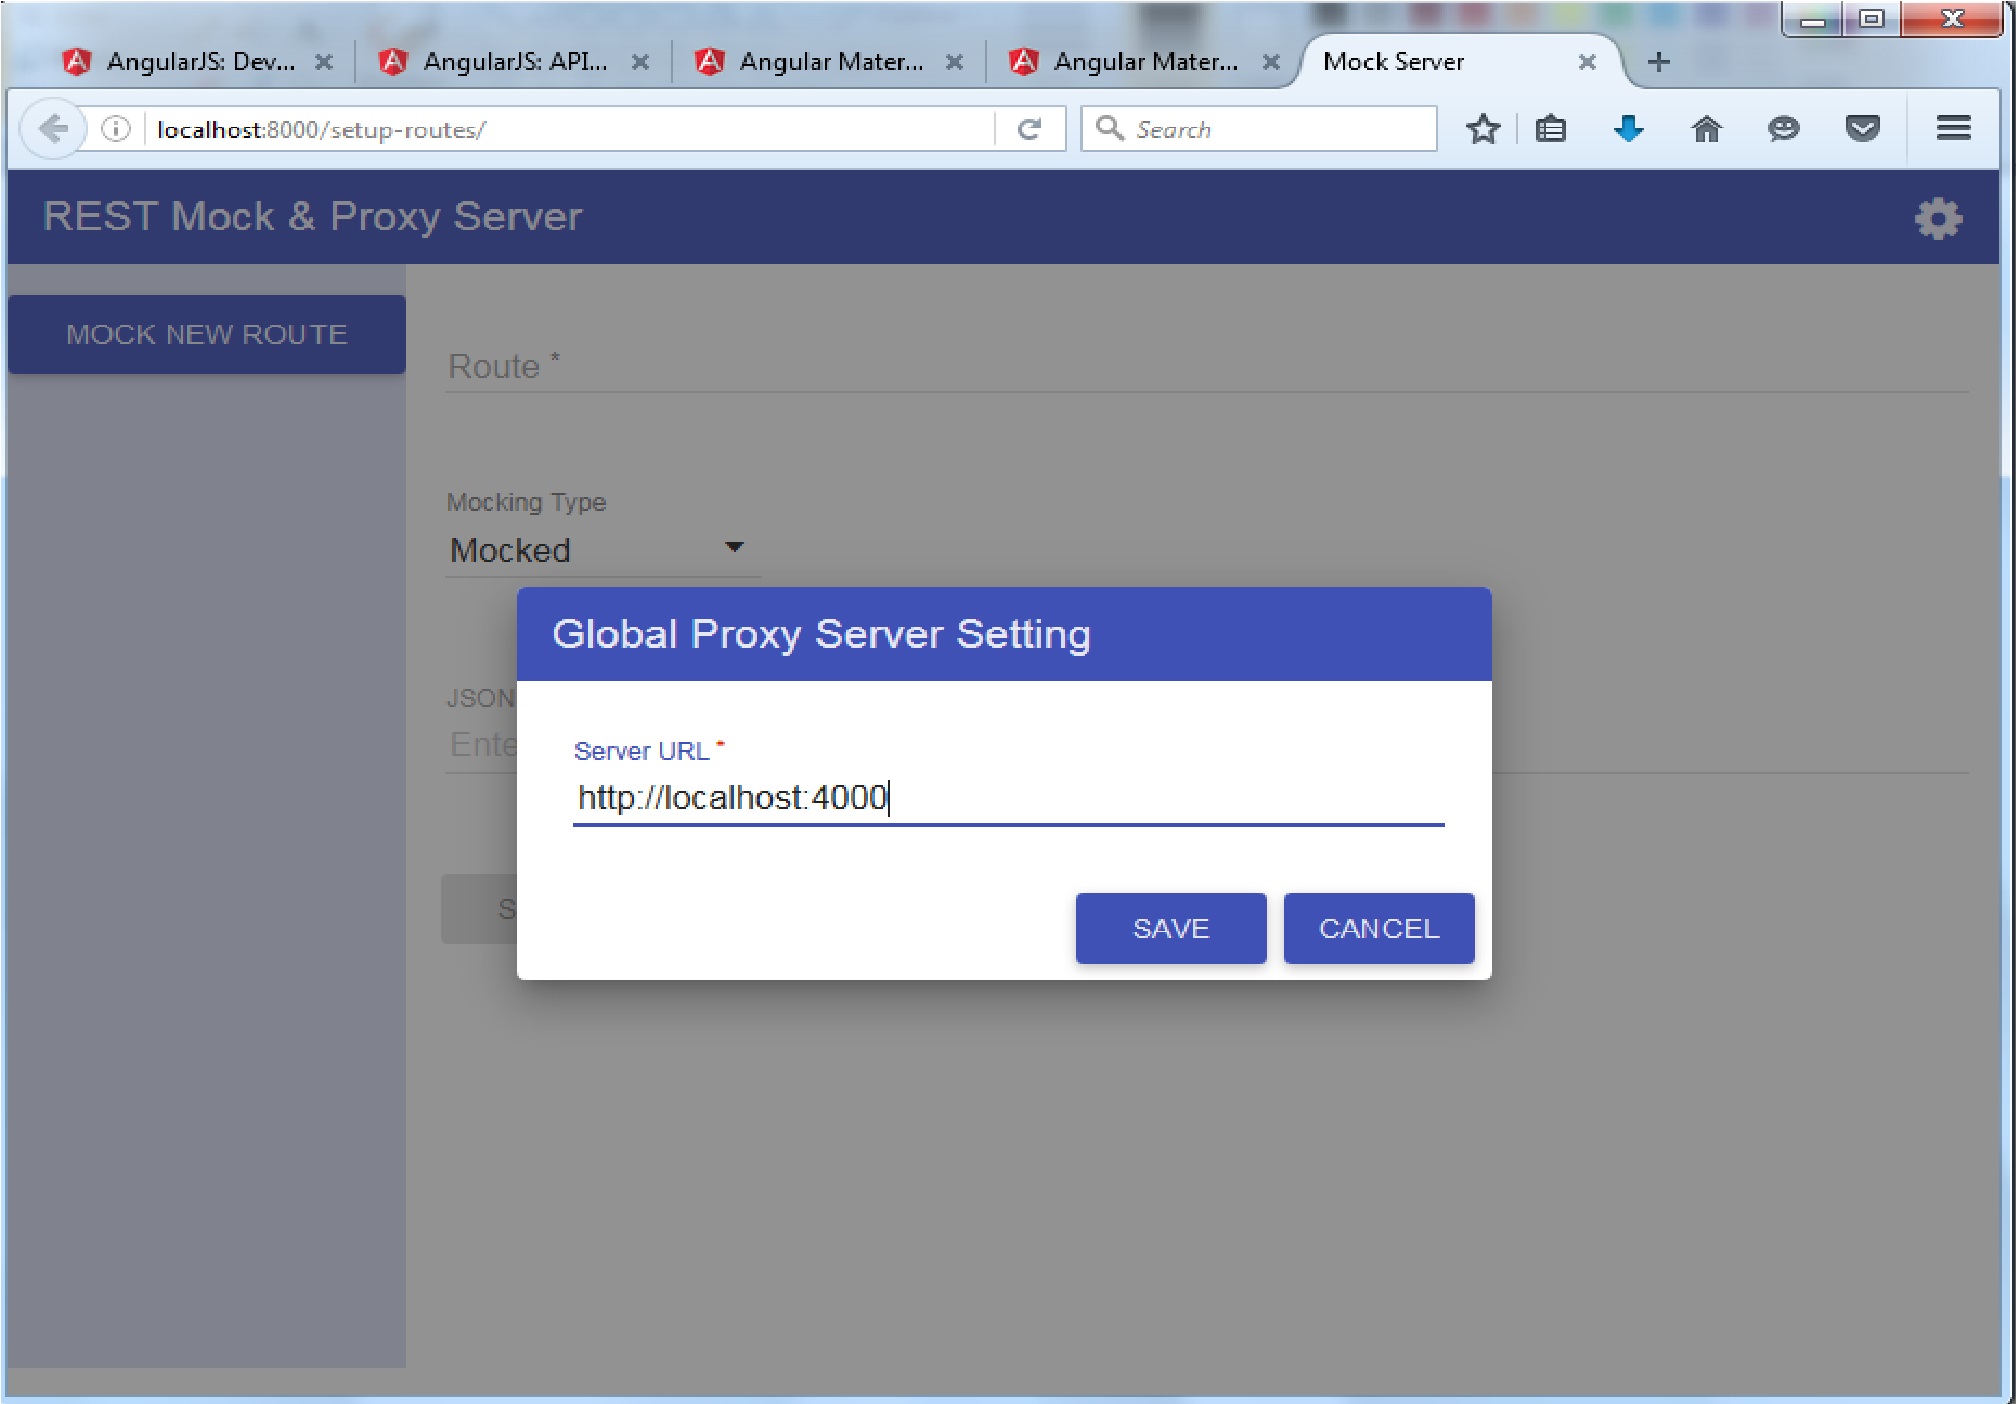 AngularJS: Dev...
AngularJS: API...
Angular Mater...
Angular Mater...
Mock Server
localhost:8000/setup-routes/
Search
REST Mock & Proxy Server
MOCK NEW ROUTE
Route *
Mocking Type
Mocked
Global Proxy Server Setting
JSON
Server URL *
Ente
http://localhost:4000
S
SAVE
CANCEL